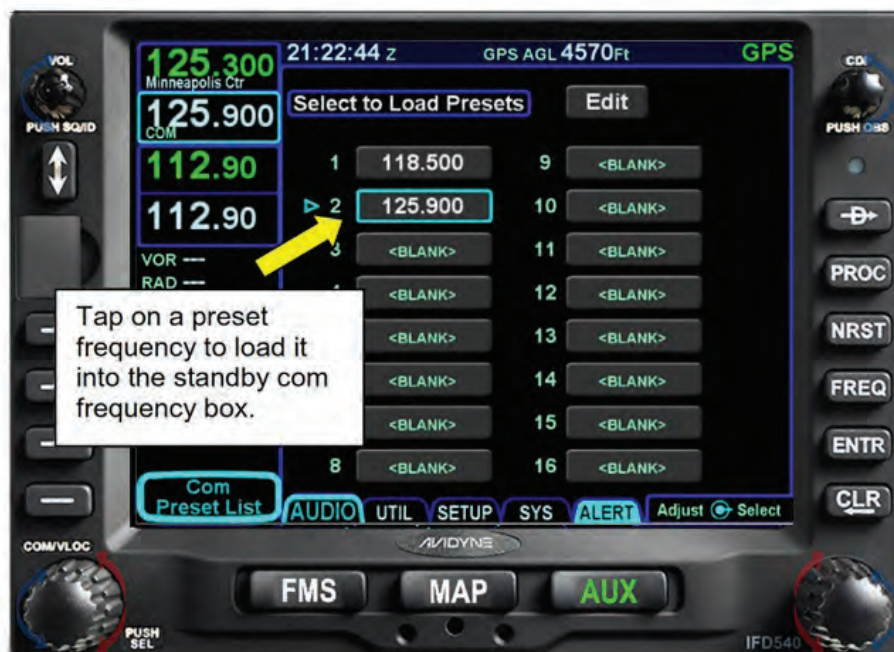 VOL
PUSH SQ/ID
125.300
Minneapolis Ctr
125.900
COM
112.90
112.90
VOR ---
RAD ---
21:22:44 Z GPS AGL 4570Ft GPS
Select to Load Presets Edit
1 118.500 9 <BLANK>
2 125.900 10 <BLANK>
3 <BLANK> 11 <BLANK>
<BLANK> 12 <BLANK>
<BLANK> 13 <BLANK>
<BLANK> 14 <BLANK>
<BLANK> 15 <BLANK>
8 <BLANK> 16 <BLANK>
Tap on a preset
frequency to load it
into the standby com
frequency box.
Com
Preset List
AUDIO UTIL SETUP SYS ALERT Adjust Select
CDI
PUSH OBS
D
PROC
NRST
FREQ
ENTR
CLR
COM/VLOC
PUSH
SEL
AVIDYNE
FMS MAP AUX
IFD540